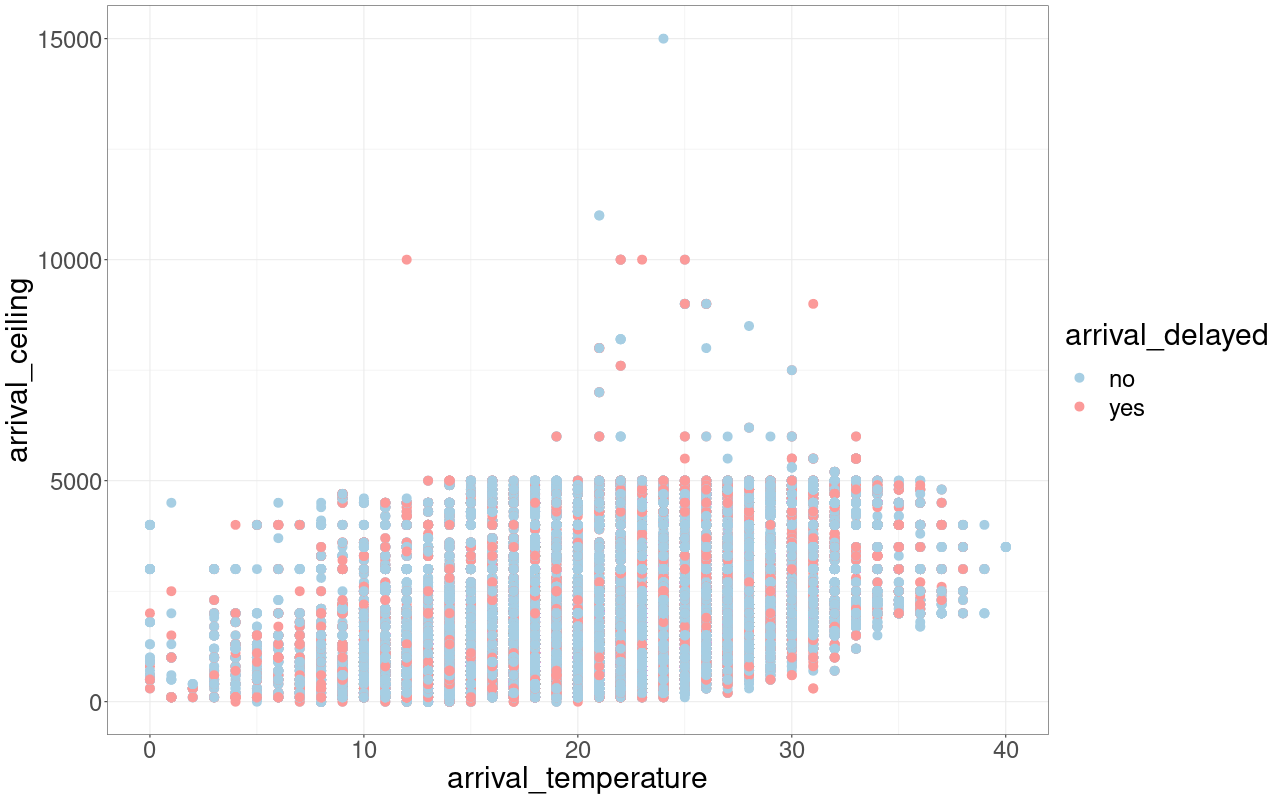 15000
10000
5000
0
arrival_ceiling
0
10
20
30
40
arrival_temperature
arrival_delayed
no
yes